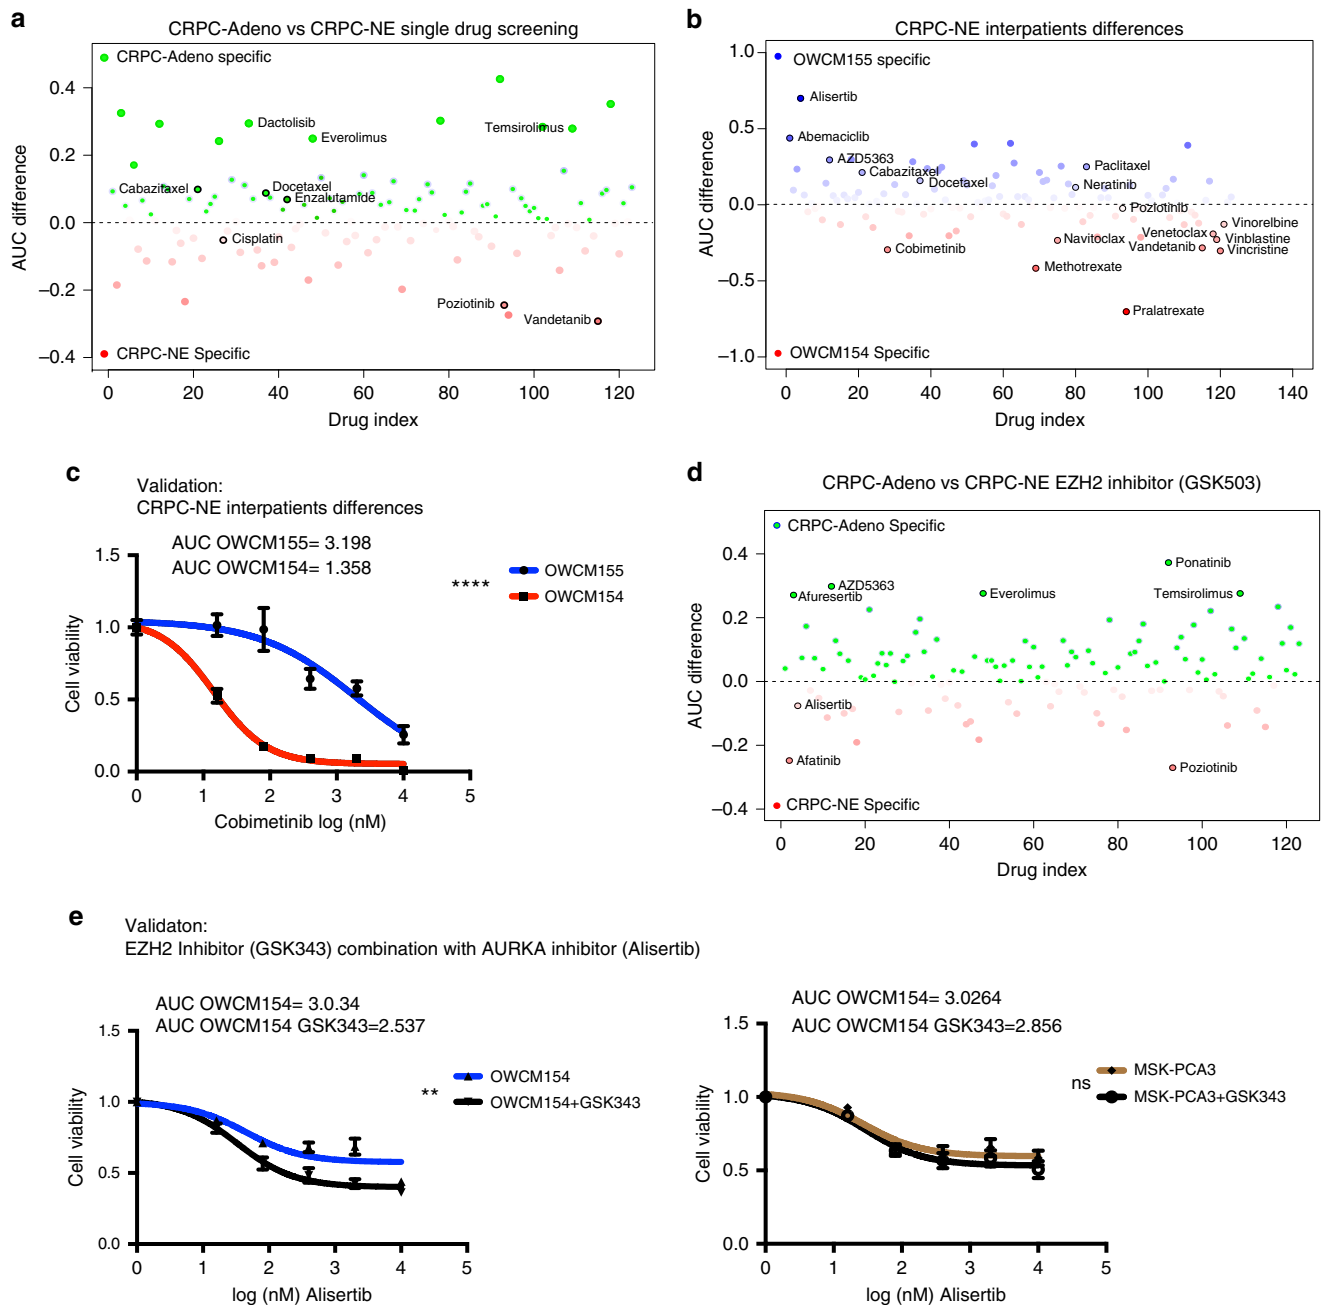 a
CRPC-Adeno vs CRPC-NE single drug screening
CRPC-Adeno specific
Dactolisib
Everolimus
Temsirolimus
Cabazitaxel
Docetaxel
Enzalutamide
Cisplatin
Poziotinib
Vandetanib
CRPC-NE Specific
AUC difference
0.4
0.2
0.0
–0.2
–0.4
0 20 40 60 80 100 120
Drug index
b
CRPC-NE interpatients differences
OWCM155 specific
Alisertib
Abemaciclib
AZD5363
Cabazitaxel
Docetaxel
Paclitaxel
Neratinib
Poziotinib
Vinorelbine
Venetoclax
Vinblastine
Navitoclax
Vandetanib
Vincristine
Cobimetinib
Methotrexate
Pralatrexate
OWCM154 Specific
AUC difference
1.0
0.5
0.0
–0.5
–1.0
0 20 40 60 80 100 120 140
Drug index
c
Validation:
CRPC-NE interpatients differences
AUC OWCM155= 3.198
AUC OWCM154= 1.358
****
OWCM155
OWCM154
Cell viability
1.5
1.0
0.5
0.0
0 1 2 3 4 5
Cobimetinib log (nM)
d
CRPC-Adeno vs CRPC-NE EZH2 inhibitor (GSK503)
CRPC-Adeno Specific
Ponatinib
AZD5363
Afuresertib
Everolimus
Temsirolimus
Alisertib
Afatinib
Poziotinib
CRPC-NE Specific
AUC difference
0.4
0.2
0.0
–0.2
–0.4
0 20 40 60 80 100 120
Drug index
e
Validaton:
EZH2 Inhibitor (GSK343) combination with AURKA inhibitor (Alisertib)
AUC OWCM154= 3.0.34
AUC OWCM154 GSK343=2.537
**
OWCM154
OWCM154+GSK343
Cell viability
1.5
1.0
0.5
0.0
0 1 2 3 4 5
log (nM) Alisertib
AUC OWCM154= 3.0264
AUC OWCM154 GSK343=2.856
ns
MSK-PCA3
MSK-PCA3+GSK343
Cell viability
1.5
1.0
0.5
0.0
0 1 2 3 4 5
log (nM) Alisertib